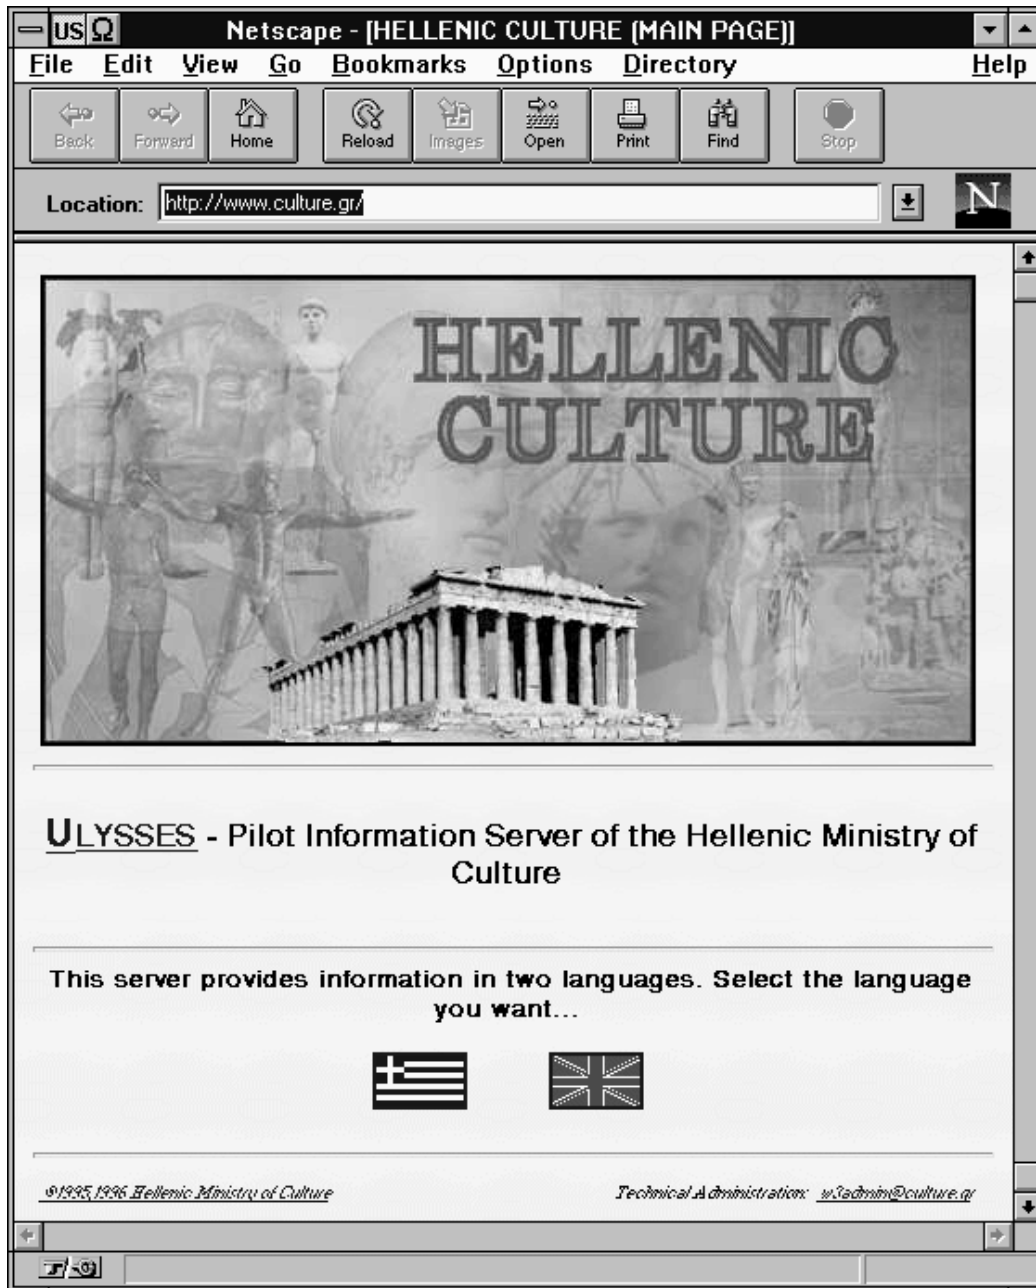 US Ω Netscape - [HELLENIC CULTURE (MAIN PAGE)]
File Edit View Go Bookmarks Options Directory Help
Back Forward Home Reload Images Open Print Find Stop
Location: http://www.culture.gr/ N
HELLENIC
CULTURE
ULYSSES - Pilot Information Server of the Hellenic Ministry of
Culture
This server provides information in two languages. Select the language
you want...
©1995,1996 Hellenic Ministry of Culture Technical Administration: w3admin@culture.gr